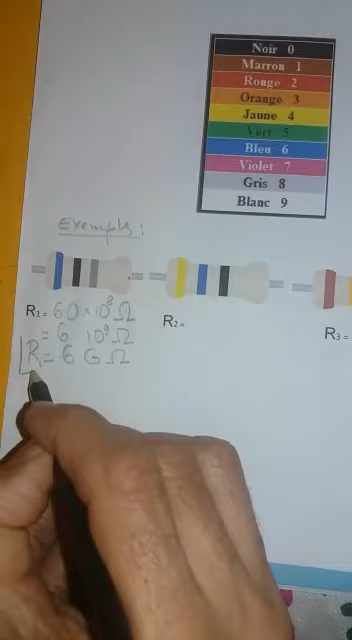 Noir 0
Marron 1
Rouge 2
Orange 3
Jaune 4
Vert 5
Bleu 6
Violet 7
Gris 8
Blanc 9
Exemple :
R1 = 60 × 10⁸ Ω
= 6 10⁹ Ω
R1 = 6 G Ω
R2 =
R3 =